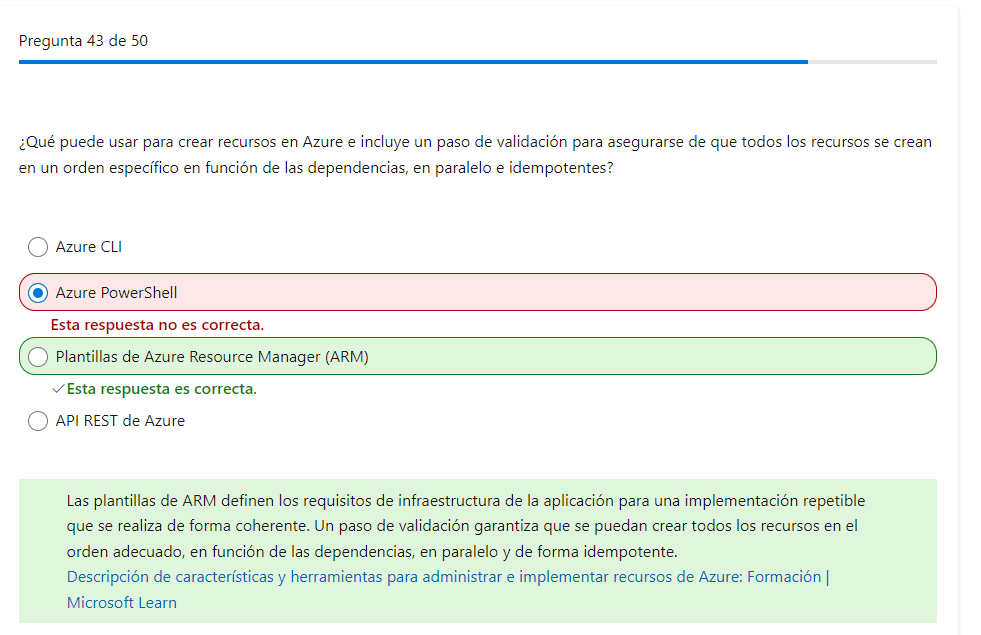 Pregunta 43 de 50
¿Qué puede usar para crear recursos en Azure e incluye un paso de validación para asegurarse de que todos los recursos se crean
en un orden específico en función de las dependencias, en paralelo e idempotentes?
Azure CLI
Azure PowerShell
Esta respuesta no es correcta.
Plantillas de Azure Resource Manager (ARM)
Esta respuesta es correcta.
API REST de Azure
Las plantillas de ARM definen los requisitos de infraestructura de la aplicación para una implementación repetible
que se realiza de forma coherente. Un paso de validación garantiza que se puedan crear todos los recursos en el
orden adecuado, en función de las dependencias, en paralelo y de forma idempotente.
Descripción de características y herramientas para administrar e implementar recursos de Azure: Formación |
Microsoft Learn